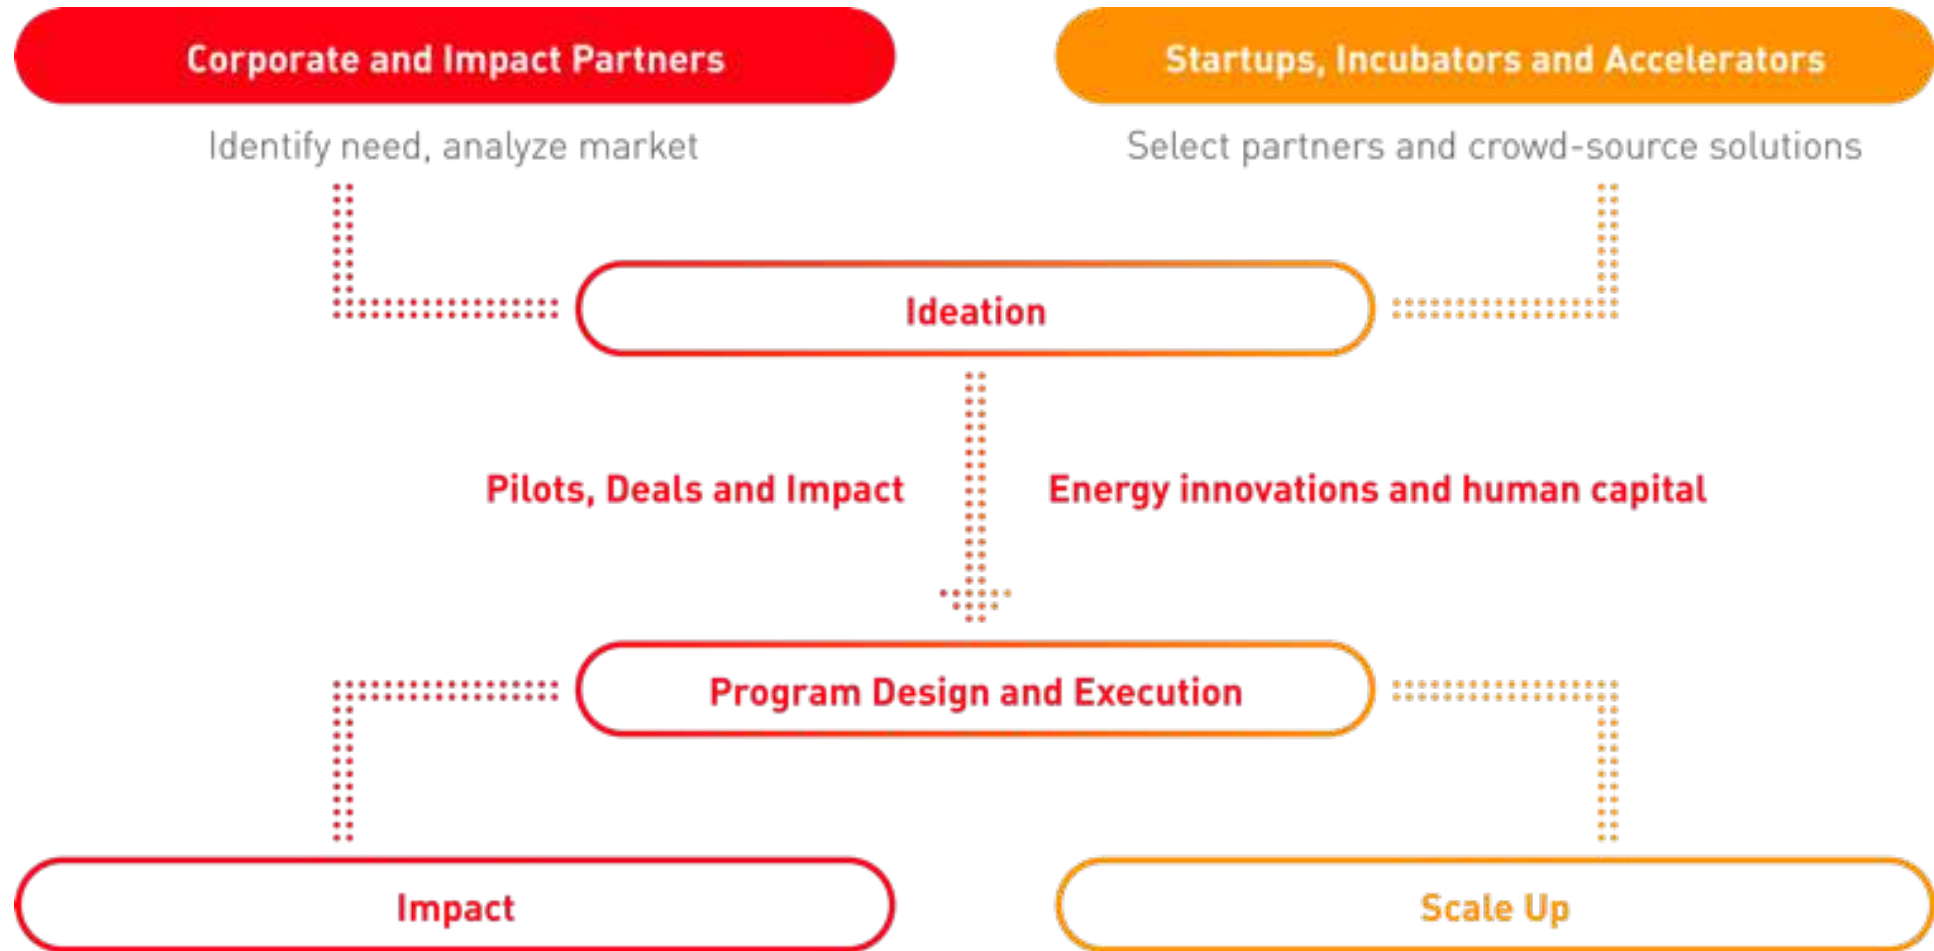 Corporate and Impact Partners
Startups, Incubators and Accelerators
Identify need, analyze market
Select partners and crowd-source solutions
Ideation
Pilots, Deals and Impact
Energy innovations and human capital
Program Design and Execution
Impact
Scale Up